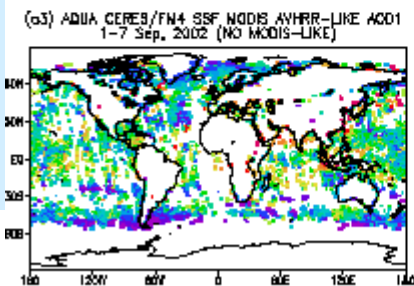 (a3) AQUA CERES/FM4 SSF MODIS AVHRR-LIKE AOD1
1-7 Sep, 2002 (NO MODIS-LIKE)
60N
30N
EQ
30S
60S
180 120W 60W 0 60E 120E 180